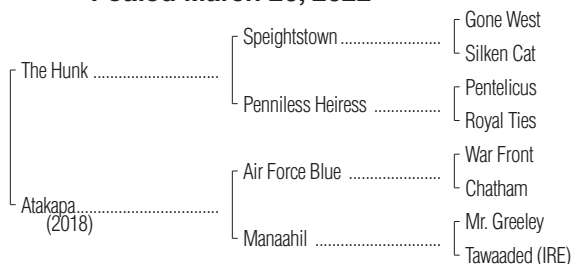 Gone West
Speightstown
Silken Cat
The Hunk
Pentelicus
Penniless Heiress
Royal Ties
War Front
Air Force Blue
Chatham
Atakapa
(2018)
Mr. Greeley
Manaahil
Tawaaded (IRE)